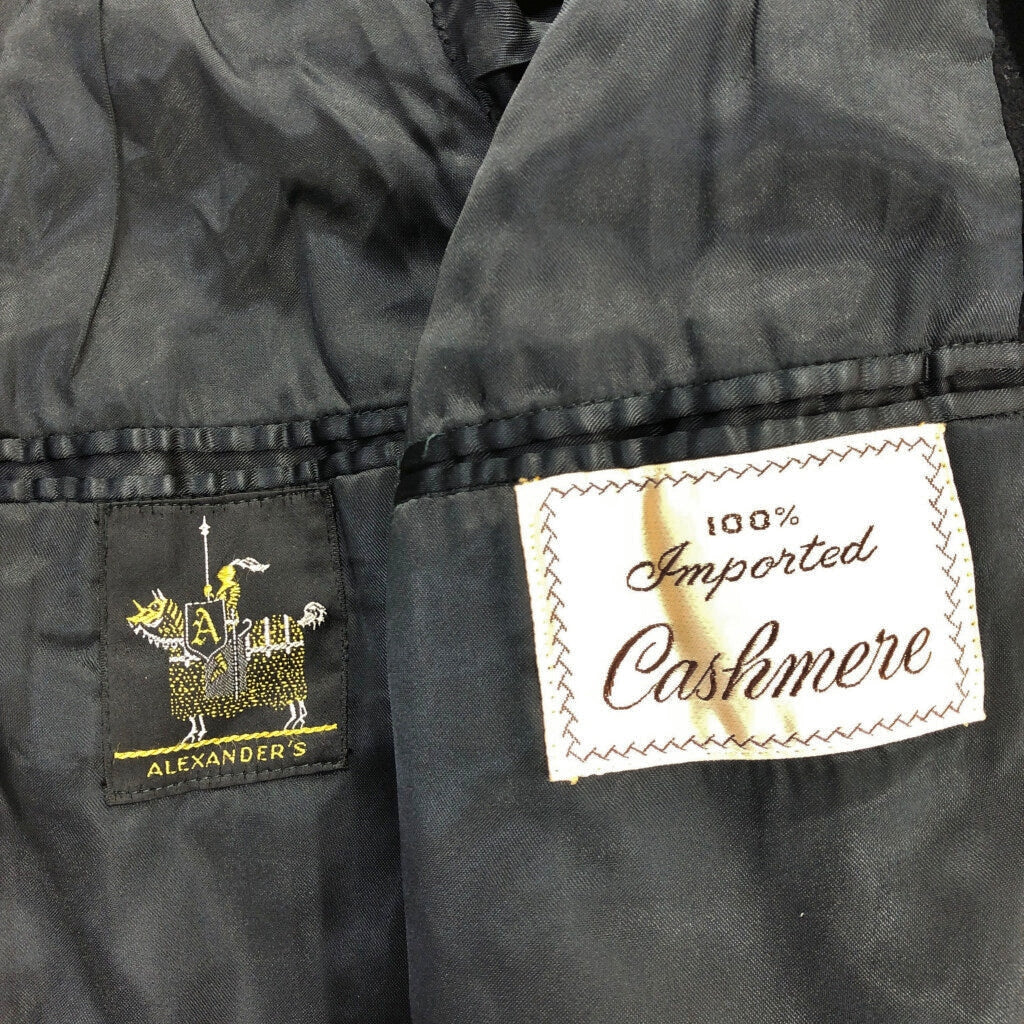 A
ALEXANDER'S
100%
Imported
Cashmere